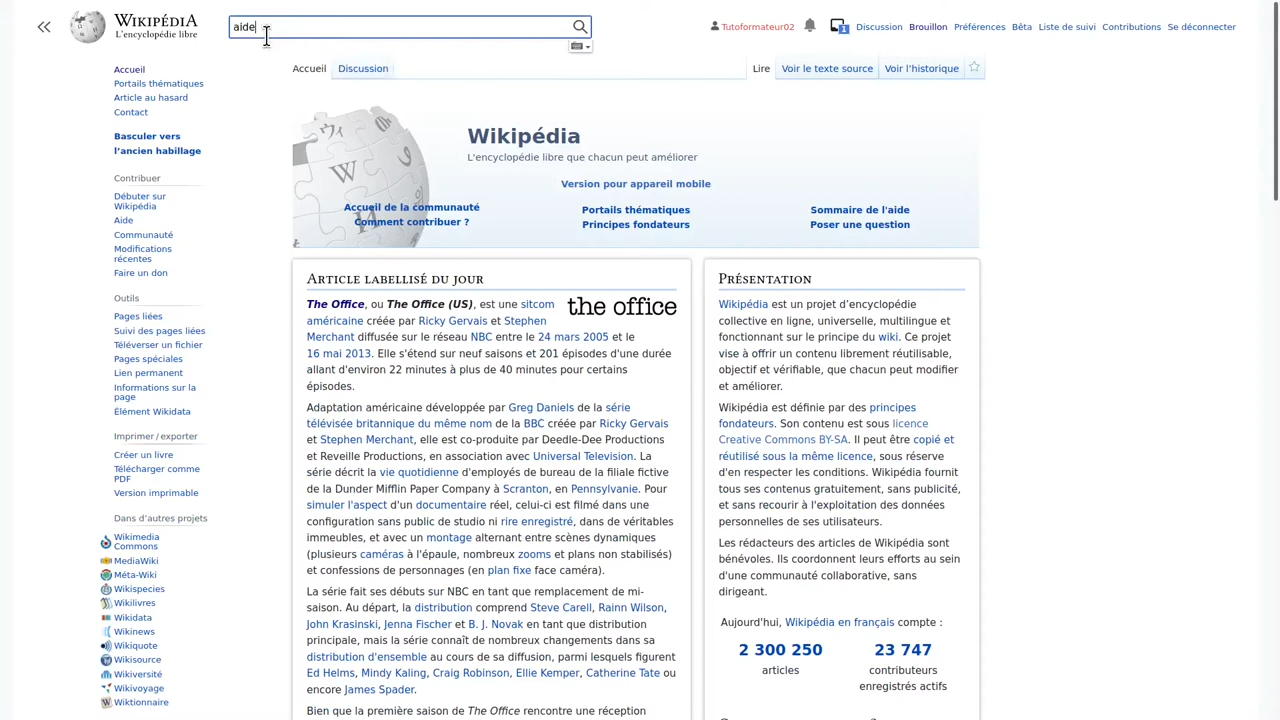 WIKIPÉDIA
L'encyclopédie libre
aide
Tutoformateur02
1
Discussion
Brouillon
Préférences
Bêta
Liste de suivi
Contributions
Se déconnecter
Accueil
Portails thématiques
Article au hasard
Contact
Basculer vers
l'ancien habillage
Contribuer
Débuter sur
Wikipédia
Aide
Communauté
Modifications
récentes
Faire un don
Outils
Pages liées
Suivi des pages liées
Téléverser un fichier
Pages spéciales
Lien permanent
Informations sur la
page
Élément Wikidata
Imprimer / exporter
Créer un livre
Télécharger comme
PDF
Version imprimable
Dans d'autres projets
Wikimedia
Commons
MediaWiki
Méta-Wiki
Wikispecies
Wikilivres
Wikidata
Wikinews
Wikiquote
Wikisource
Wikiversité
Wikivoyage
Wiktionnaire
Accueil
Discussion
Lire
Voir le texte source
Voir l'historique
Wikipédia
L'encyclopédie libre que chacun peut améliorer
Version pour appareil mobile
Accueil de la communauté
Comment contribuer ?
Portails thématiques
Principes fondateurs
Sommaire de l'aide
Poser une question
ARTICLE LABELLISÉ DU JOUR
the office
The Office, ou The Office (US), est une sitcom
américaine créée par Ricky Gervais et Stephen
Merchant diffusée sur le réseau NBC entre le 24 mars 2005 et le
16 mai 2013. Elle s'étend sur neuf saisons et 201 épisodes d'une durée
allant d'environ 22 minutes à plus de 40 minutes pour certains
épisodes.
Adaptation américaine développée par Greg Daniels de la série
télévisée britannique du même nom de la BBC créée par Ricky Gervais
et Stephen Merchant, elle est co-produite par Deedle-Dee Productions
et Reveille Productions, en association avec Universal Television. La
série décrit la vie quotidienne d'employés de bureau de la filiale fictive
de la Dunder Mifflin Paper Company à Scranton, en Pennsylvanie. Pour
simuler l'aspect d'un documentaire réel, celui-ci est filmé dans une
configuration sans public de studio ni rire enregistré, dans de véritables
immeubles, et avec un montage alternant entre scènes dynamiques
(plusieurs caméras à l'épaule, nombreux zooms et plans non stabilisés)
et confessions de personnages (en plan fixe face caméra).
La série fait ses débuts sur NBC en tant que remplacement de mi-
saison. Au départ, la distribution comprend Steve Carell, Rainn Wilson,
John Krasinski, Jenna Fischer et B. J. Novak en tant que distribution
principale, mais la série connaît de nombreux changements dans sa
distribution d'ensemble au cours de sa diffusion, parmi lesquels figurent
Ed Helms, Mindy Kaling, Craig Robinson, Ellie Kemper, Catherine Tate ou
encore James Spader.
Bien que la première saison de The Office rencontre une réception
PRÉSENTATION
Wikipédia est un projet d'encyclopédie
collective en ligne, universelle, multilingue et
fonctionnant sur le principe du wiki. Ce projet
vise à offrir un contenu librement réutilisable,
objectif et vérifiable, que chacun peut modifier
et améliorer.
Wikipédia est définie par des principes
fondateurs. Son contenu est sous licence
Creative Commons BY-SA. Il peut être copié et
réutilisé sous la même licence, sous réserve
d'en respecter les conditions. Wikipédia fournit
tous ses contenus gratuitement, sans publicité,
et sans recourir à l'exploitation des données
personnelles de ses utilisateurs.
Les rédacteurs des articles de Wikipédia sont
bénévoles. Ils coordonnent leurs efforts au sein
d'une communauté collaborative, sans
dirigeant.
Aujourd'hui, Wikipédia en français compte :
2 300 250
articles
23 747
contributeurs
enregistrés actifs